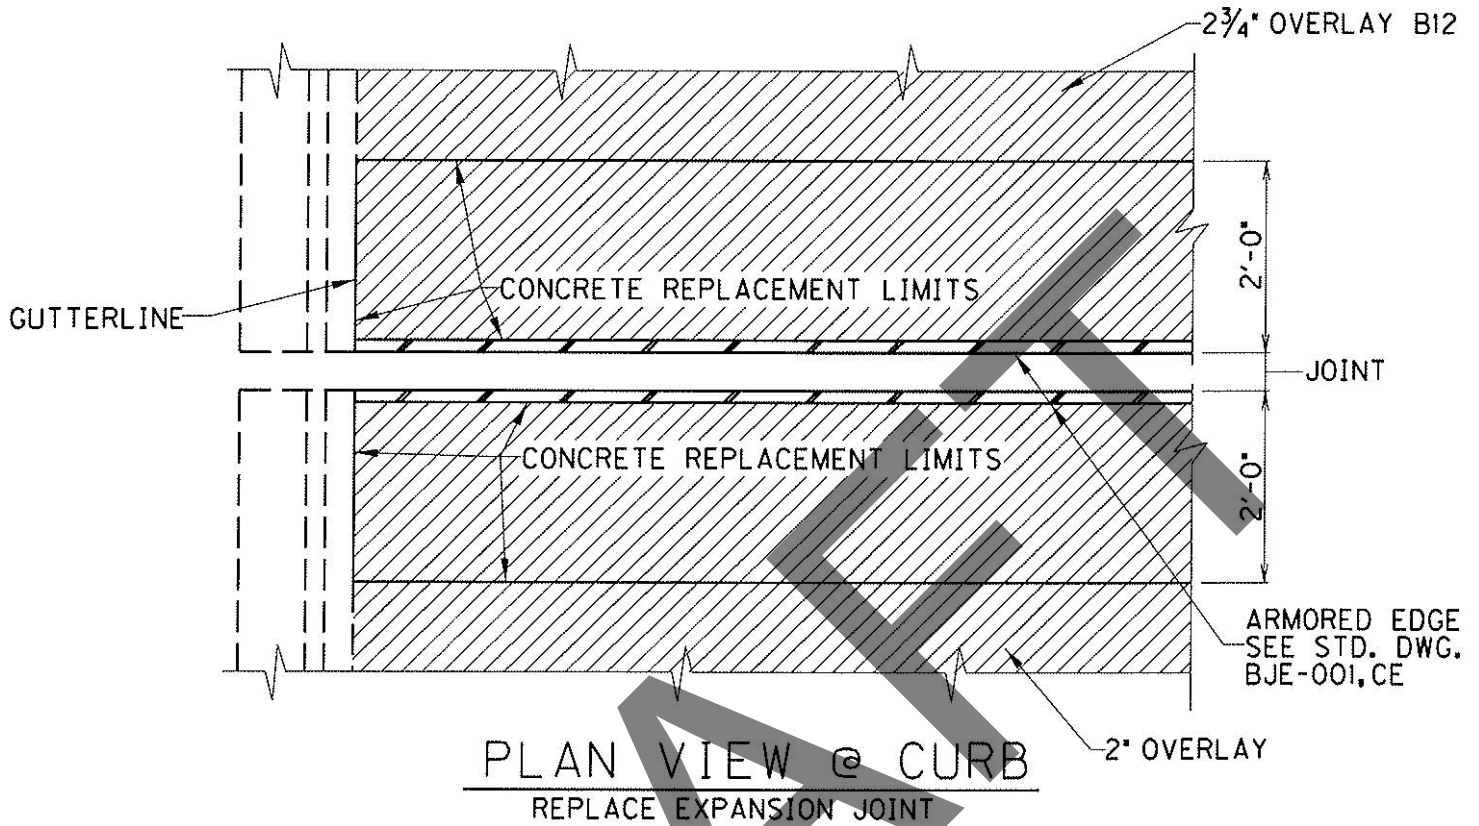 2¾" OVERLAY B12
2'-0"
CONCRETE REPLACEMENT LIMITS
GUTTERLINE
JOINT
CONCRETE REPLACEMENT LIMITS
2'-0"
ARMORED EDGE
SEE STD. DWG.
BJE-001,CE
2" OVERLAY
PLAN VIEW @ CURB
REPLACE EXPANSION JOINT
AFT